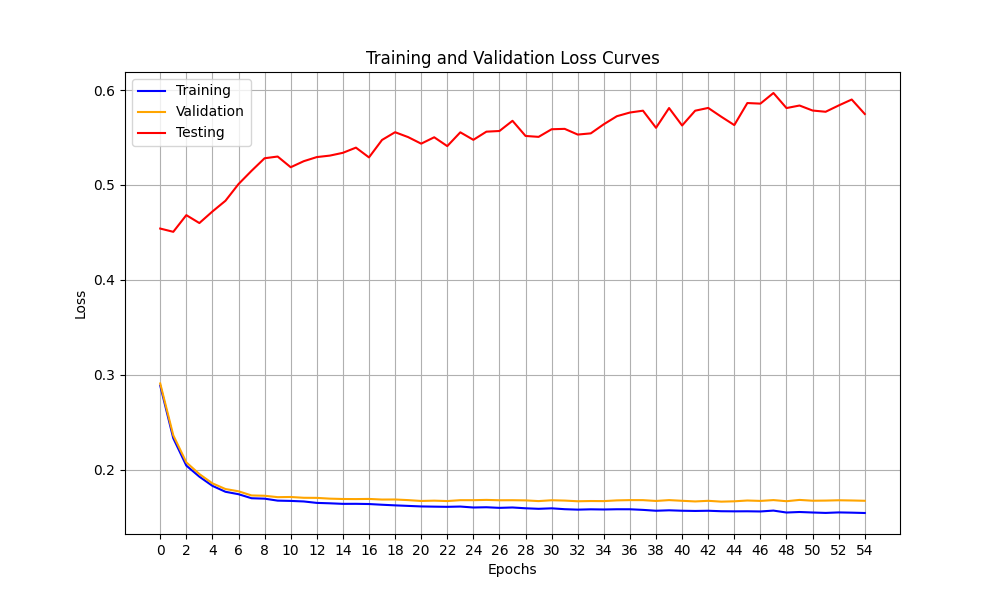 Training and Validation Loss Curves
Training
Validation
Testing
0.6
0.5
0.4
0.3
0.2
Loss
0 2 4 6 8 10 12 14 16 18 20 22 24 26 28 30 32 34 36 38 40 42 44 46 48 50 52 54
Epochs